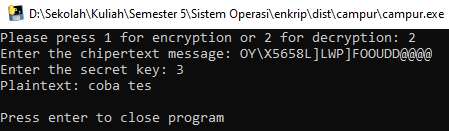 D:\Sekolah\Kuliah\Semester 5\Sistem Operasi\enkrip\dist\campur\campur.exe
Please press 1 for encryption or 2 for decryption: 2
Enter the chipertext message: OY\X5658L]LWP]FOOUDD@@@@
Enter the secret key: 3
Plaintext: coba tes
Press enter to close program